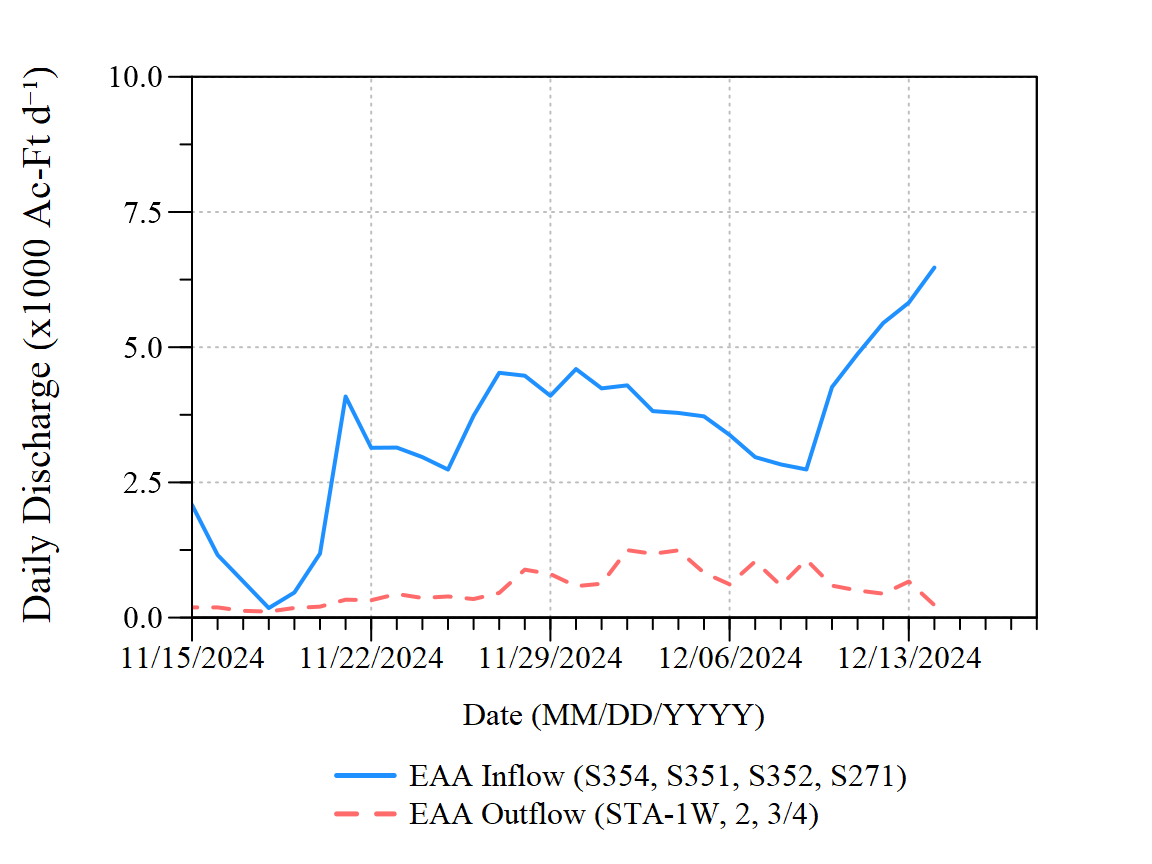 Daily Discharge (x1000 Ac-Ft d⁻¹)
10.0
7.5
5.0
2.5
0.0
11/15/2024 11/22/2024 11/29/2024 12/06/2024 12/13/2024
Date (MM/DD/YYYY)
EAA Inflow (S354, S351, S352, S271)
EAA Outflow (STA-1W, 2, 3/4)